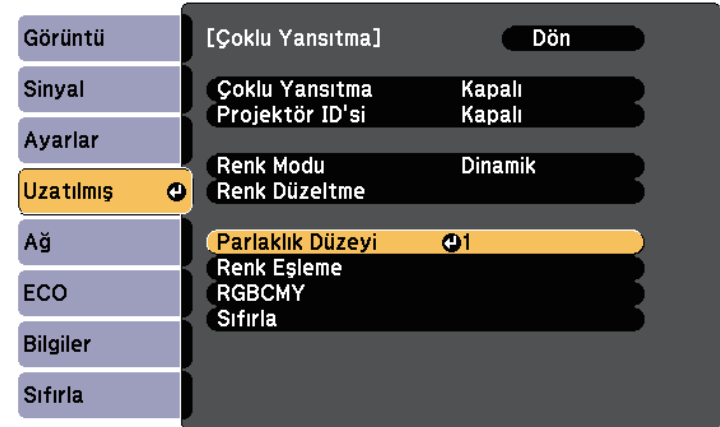 Görüntü
Sinyal
Ayarlar
Uzatılmış
Ağ
ECO
Bilgiler
Sıfırla
[Çoklu Yansıtma] Dön
Çoklu Yansıtma Kapalı
Projektör ID'si Kapalı
Renk Modu Dinamik
Renk Düzeltme
Parlaklık Düzeyi 1
Renk Eşleme
RGBCMY
Sıfırla